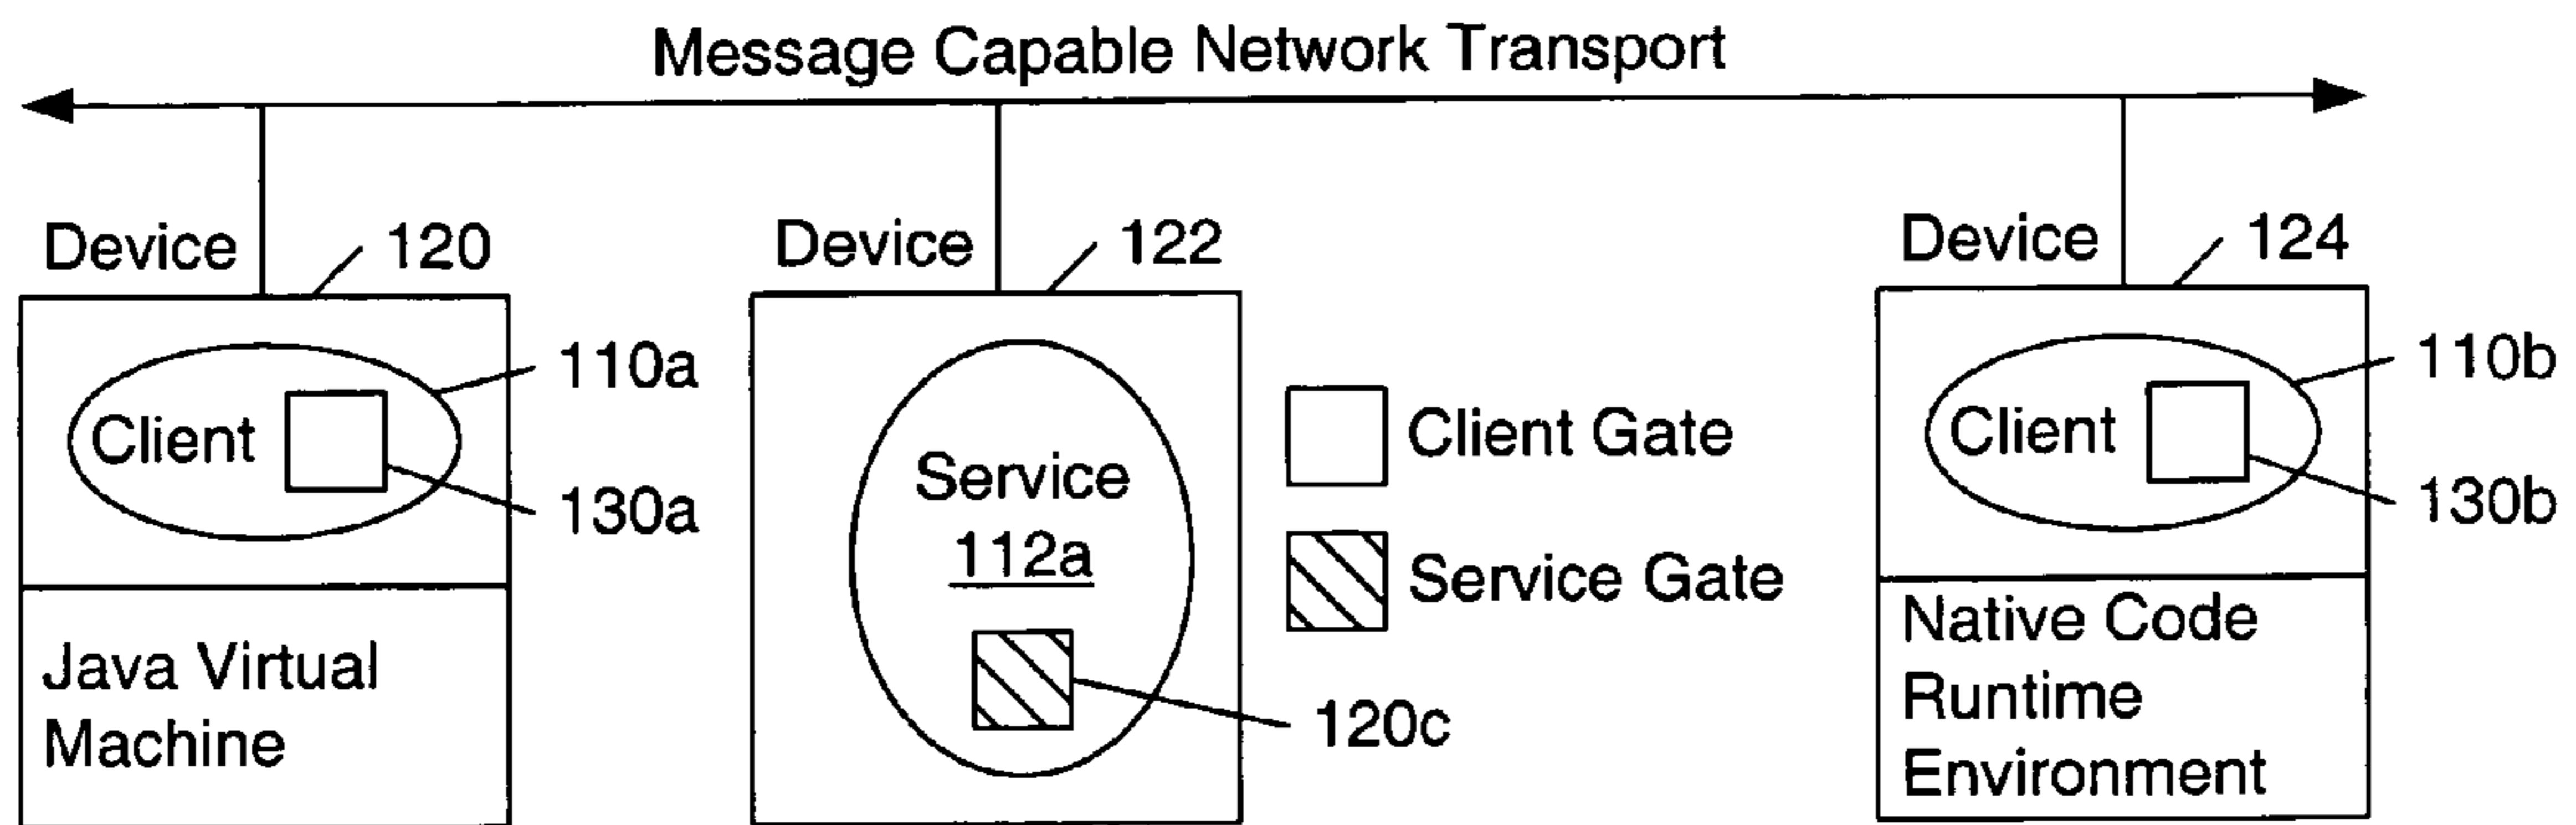 Message Capable Network Transport
Device
120
Device
122
Device
124
110a
Client
130a
Java Virtual
Machine
Service
112a
120c
Client Gate
Service Gate
110b
Client
130b
Native Code
Runtime
Environment